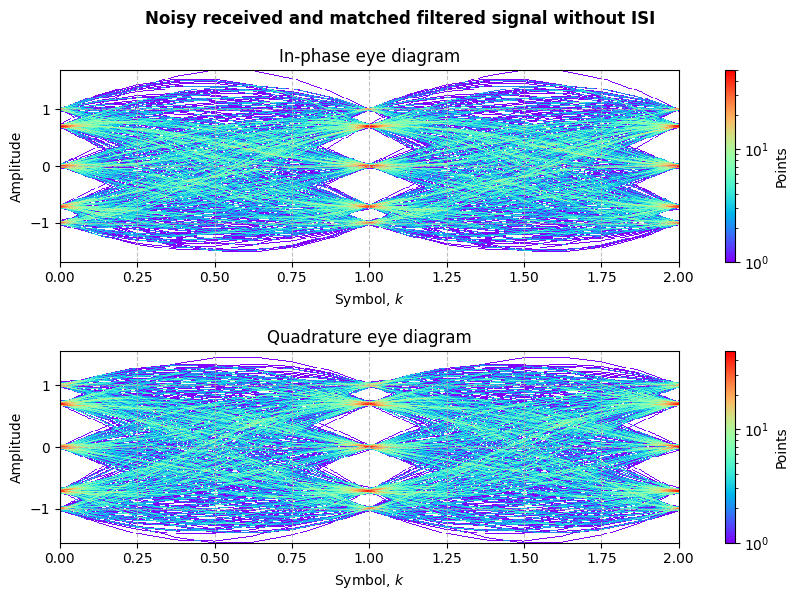 Noisy received and matched filtered signal without ISI
In-phase eye diagram
Amplitude
1
0
−1
0.00 0.25 0.50 0.75 1.00 1.25 1.50 1.75 2.00
Symbol, k
10^1
10^0
Points
Quadrature eye diagram
Amplitude
1
0
−1
0.00 0.25 0.50 0.75 1.00 1.25 1.50 1.75 2.00
Symbol, k
10^1
10^0
Points